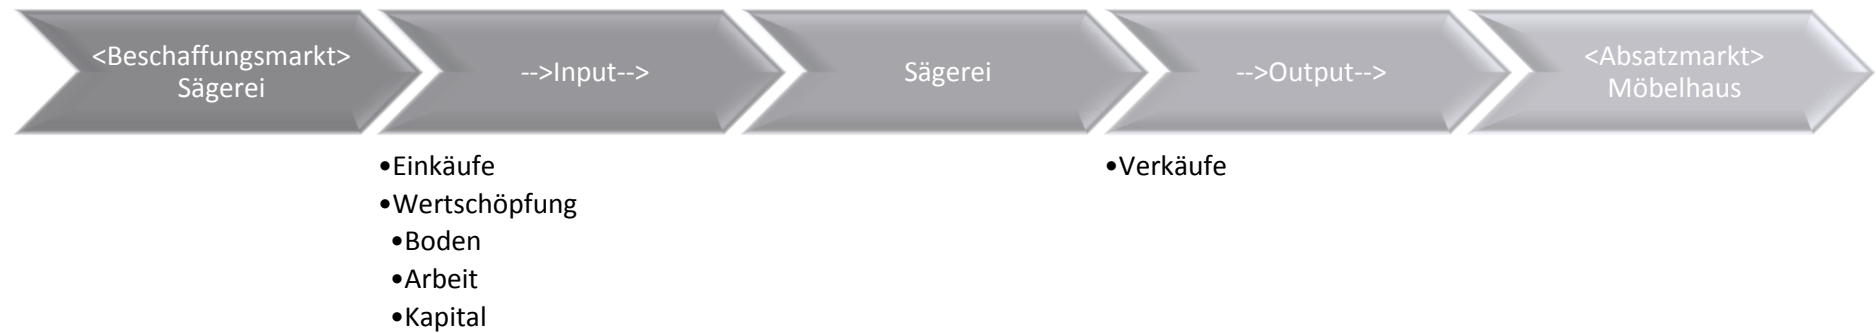 <Beschaffungsmarkt>
Sägerei
-->Input-->
Sägerei
-->Output-->
<Absatzmarkt>
Möbelhaus
•Einkäufe
•Wertschöpfung
•Boden
•Arbeit
•Kapital
•Verkäufe